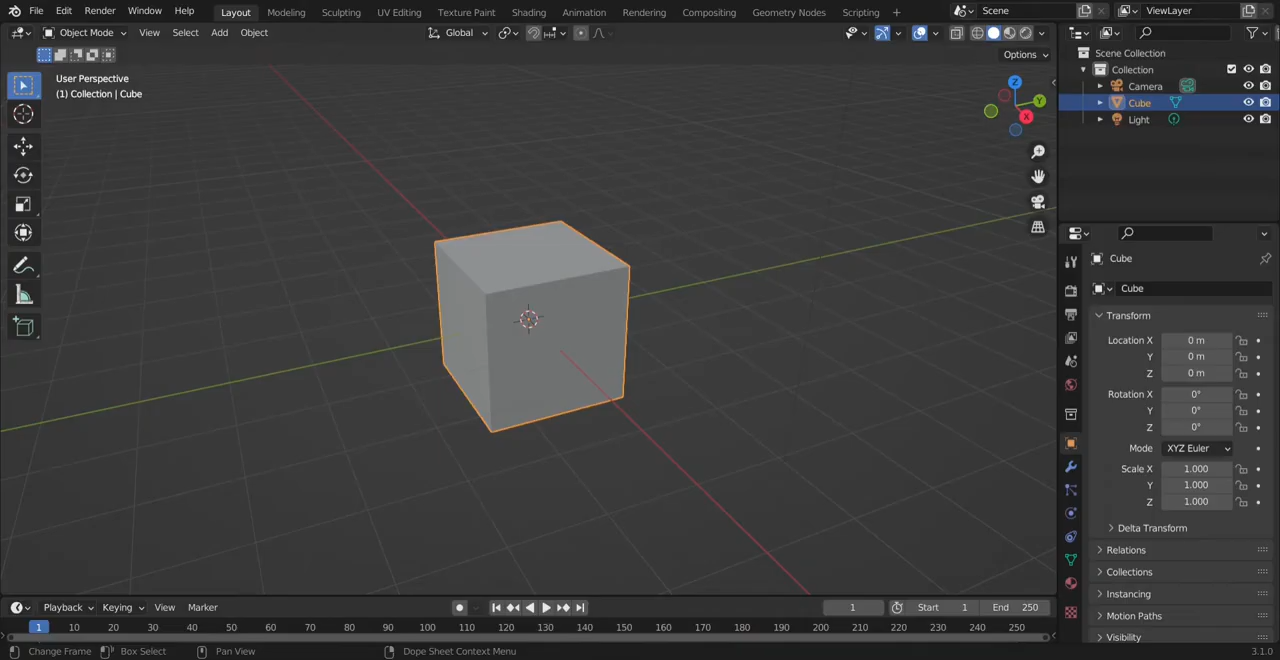 File Edit Render Window Help Layout Modeling Sculpting UV Editing Texture Paint Shading Animation Rendering Compositing Geometry Nodes Scripting + Scene ViewLayer
Object Mode View Select Add Object Global
Options
User Perspective
(1) Collection | Cube
Z
Y
X
Scene Collection
Collection
Camera
Cube
Light
Cube
Cube
Transform
Location X 0 m
Y 0 m
Z 0 m
Rotation X 0°
Y 0°
Z 0°
Mode XYZ Euler
Scale X 1.000
Y 1.000
Z 1.000
Delta Transform
Relations
Collections
Instancing
Motion Paths
Visibility
Playback Keying View Marker 1 Start 1 End 250
1 10 20 30 40 50 60 70 80 90 100 110 120 130 140 150 160 170 180 190 200 210 220 230 240 250
Change Frame Box Select Pan View Dope Sheet Context Menu 3.1.0